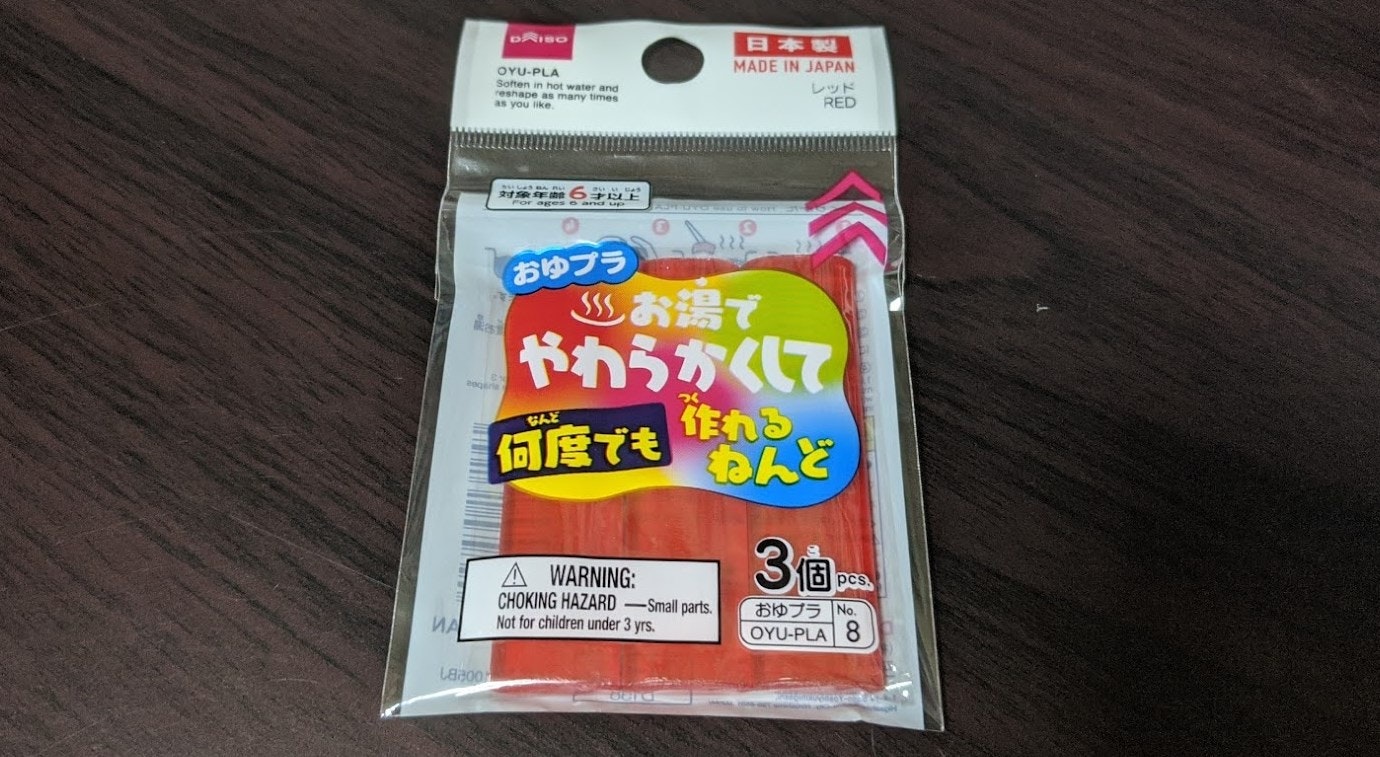 DAISO
OYU-PLA
Soften in hot water and
reshape as many times
as you like.
日本製
MADE IN JAPAN
レッド
RED
たいしょうねんれい さいいじょう
対象年齢6才以上
For ages 6 and up
おゆプラ
お湯で
やわらかくして
なんど
何度でも
つく
作れる
ねんど
WARNING:
CHOKING HAZARD —Small parts.
Not for children under 3 yrs.
3個pcs.
おゆプラ
OYU-PLA
No.
8